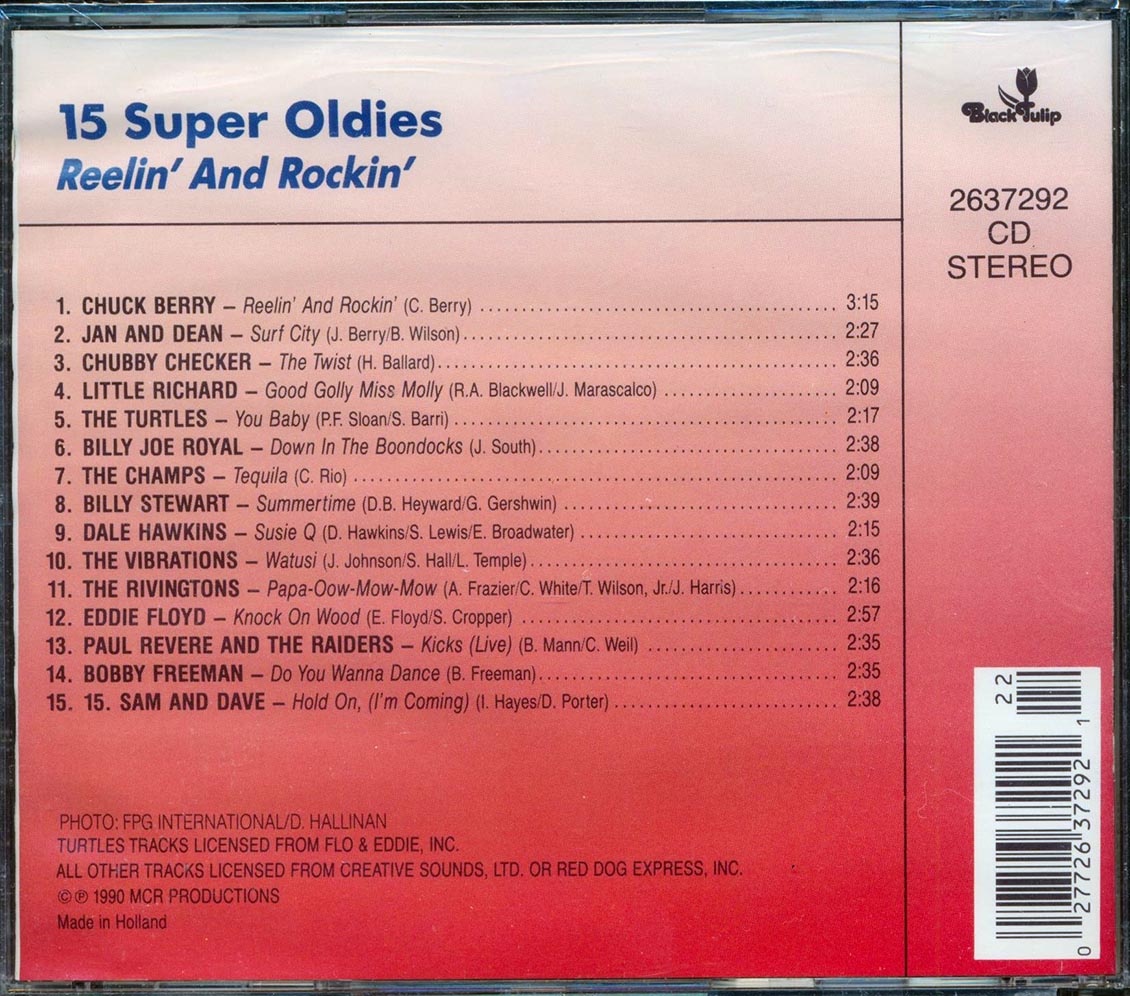 15 Super Oldies
Reelin' And Rockin'
1. CHUCK BERRY – Reelin' And Rockin' (C. Berry) 3:15
2. JAN AND DEAN – Surf City (J. Berry/B. Wilson) 2:27
3. CHUBBY CHECKER – The Twist (H. Ballard) 2:36
4. LITTLE RICHARD – Good Golly Miss Molly (R.A. Blackwell/J. Marascalco) 2:09
5. THE TURTLES – You Baby (P.F. Sloan/S. Barri) 2:17
6. BILLY JOE ROYAL – Down In The Boondocks (J. South) 2:38
7. THE CHAMPS – Tequila (C. Rio) 2:09
8. BILLY STEWART – Summertime (D.B. Heyward/G. Gershwin) 2:39
9. DALE HAWKINS – Susie Q (D. Hawkins/S. Lewis/E. Broadwater) 2:15
10. THE VIBRATIONS – Watusi (J. Johnson/S. Hall/L. Temple) 2:36
11. THE RIVINGTONS – Papa-Oow-Mow-Mow (A. Frazier/C. White/T. Wilson, Jr./J. Harris) 2:16
12. EDDIE FLOYD – Knock On Wood (E. Floyd/S. Cropper) 2:57
13. PAUL REVERE AND THE RAIDERS – Kicks (Live) (B. Mann/C. Weil) 2:35
14. BOBBY FREEMAN – Do You Wanna Dance (B. Freeman) 2:35
15. 15. SAM AND DAVE – Hold On, (I'm Coming) (I. Hayes/D. Porter) 2:38
PHOTO: FPG INTERNATIONAL/D. HALLINAN
TURTLES TRACKS LICENSED FROM FLO & EDDIE, INC.
ALL OTHER TRACKS LICENSED FROM CREATIVE SOUNDS, LTD. OR RED DOG EXPRESS, INC.
© ℗ 1990 MCR PRODUCTIONS
Made in Holland
Black Tulip
2637292
CD
STEREO
22
0 27726 37292 1